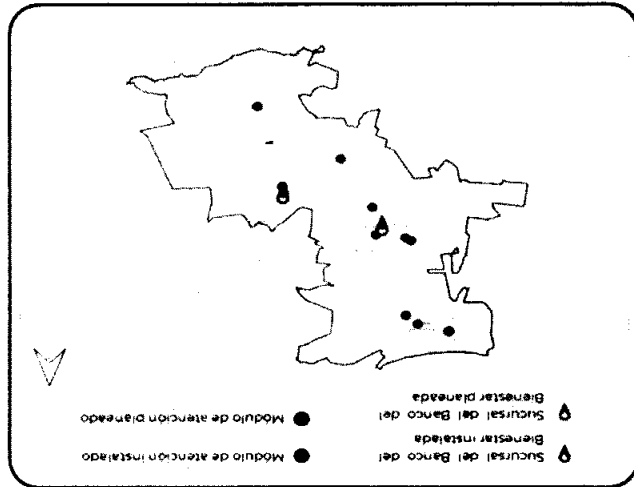 Sucursal del Banco del
Bienestar instalada
Sucursal del Banco del
Bienestar planeada
Módulo de atención instalado
Módulo de atención planeado